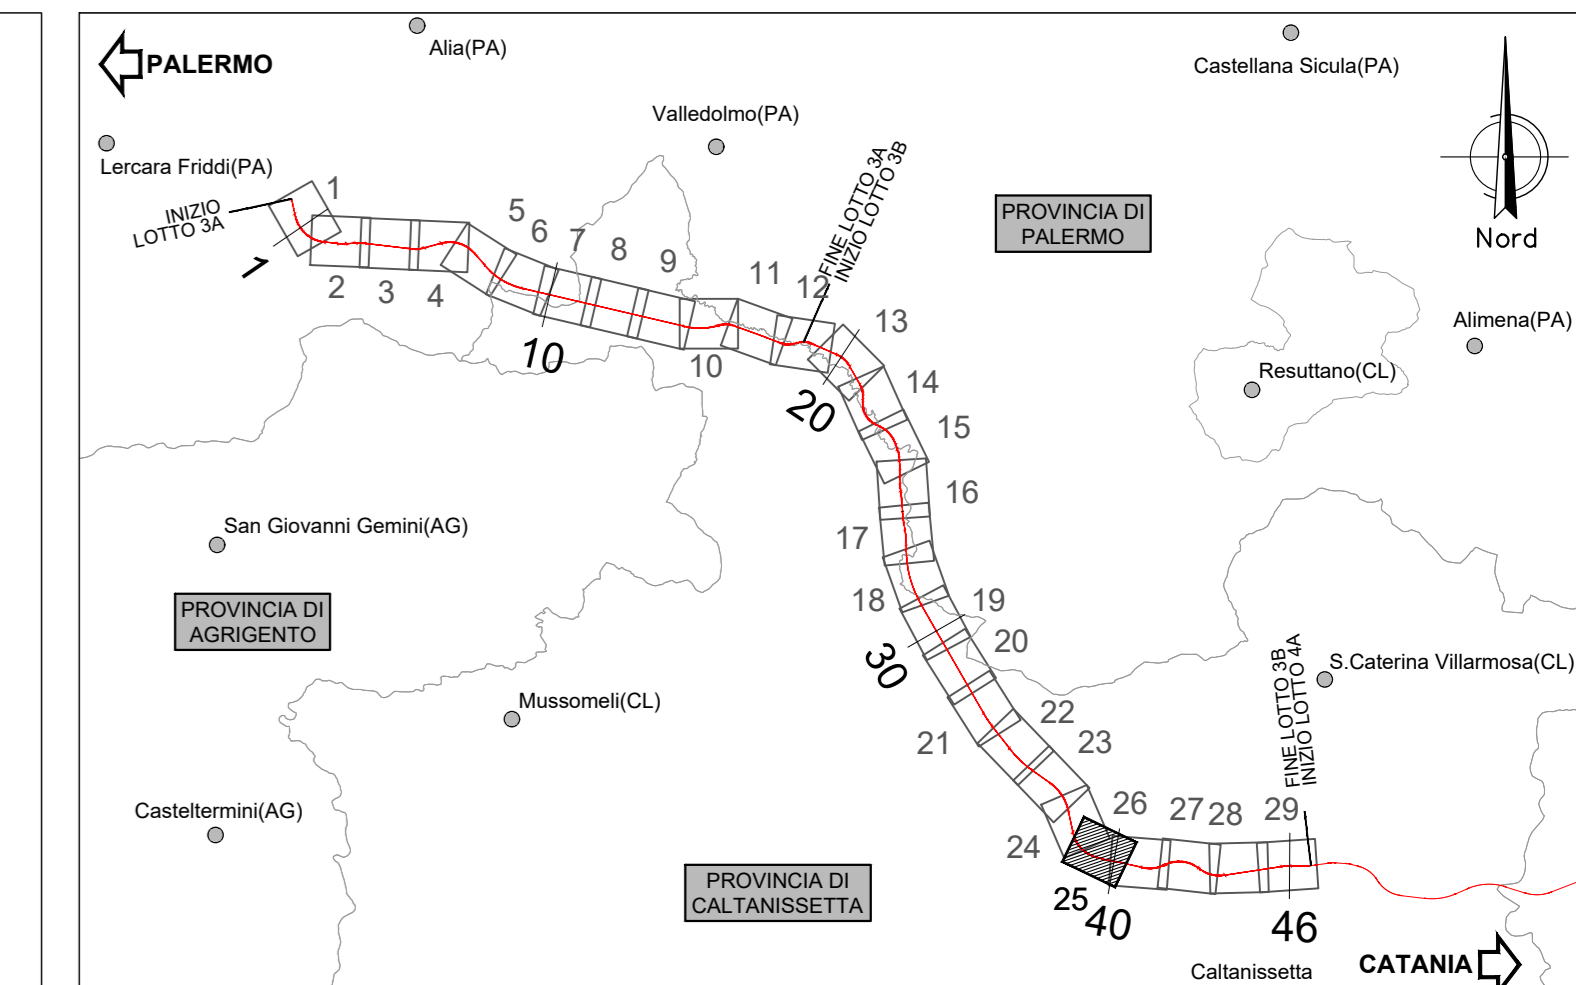 PALERMO
Alia(PA)
Castellana Sicula(PA)
Valledolmo(PA)
Lercara Friddi(PA)
INIZIO
LOTTO 3A
FINE LOTTO 3A
INIZIO LOTTO 3B
PROVINCIA DI
PALERMO
Nord
1
1
2
3
4
5
6
7
8
9
10
10
11
12
13
14
15
20
Alimena(PA)
Resuttano(CL)
San Giovanni Gemini(AG)
16
17
PROVINCIA DI
AGRIGENTO
18
19
20
30
Mussomeli(CL)
S.Caterina Villarmosa(CL)
FINE LOTTO 3B
INIZIO LOTTO 4A
21
22
23
Casteltermini(AG)
24
25
26
27
28
29
40
46
PROVINCIA DI
CALTANISSETTA
Caltanissetta
CATANIA